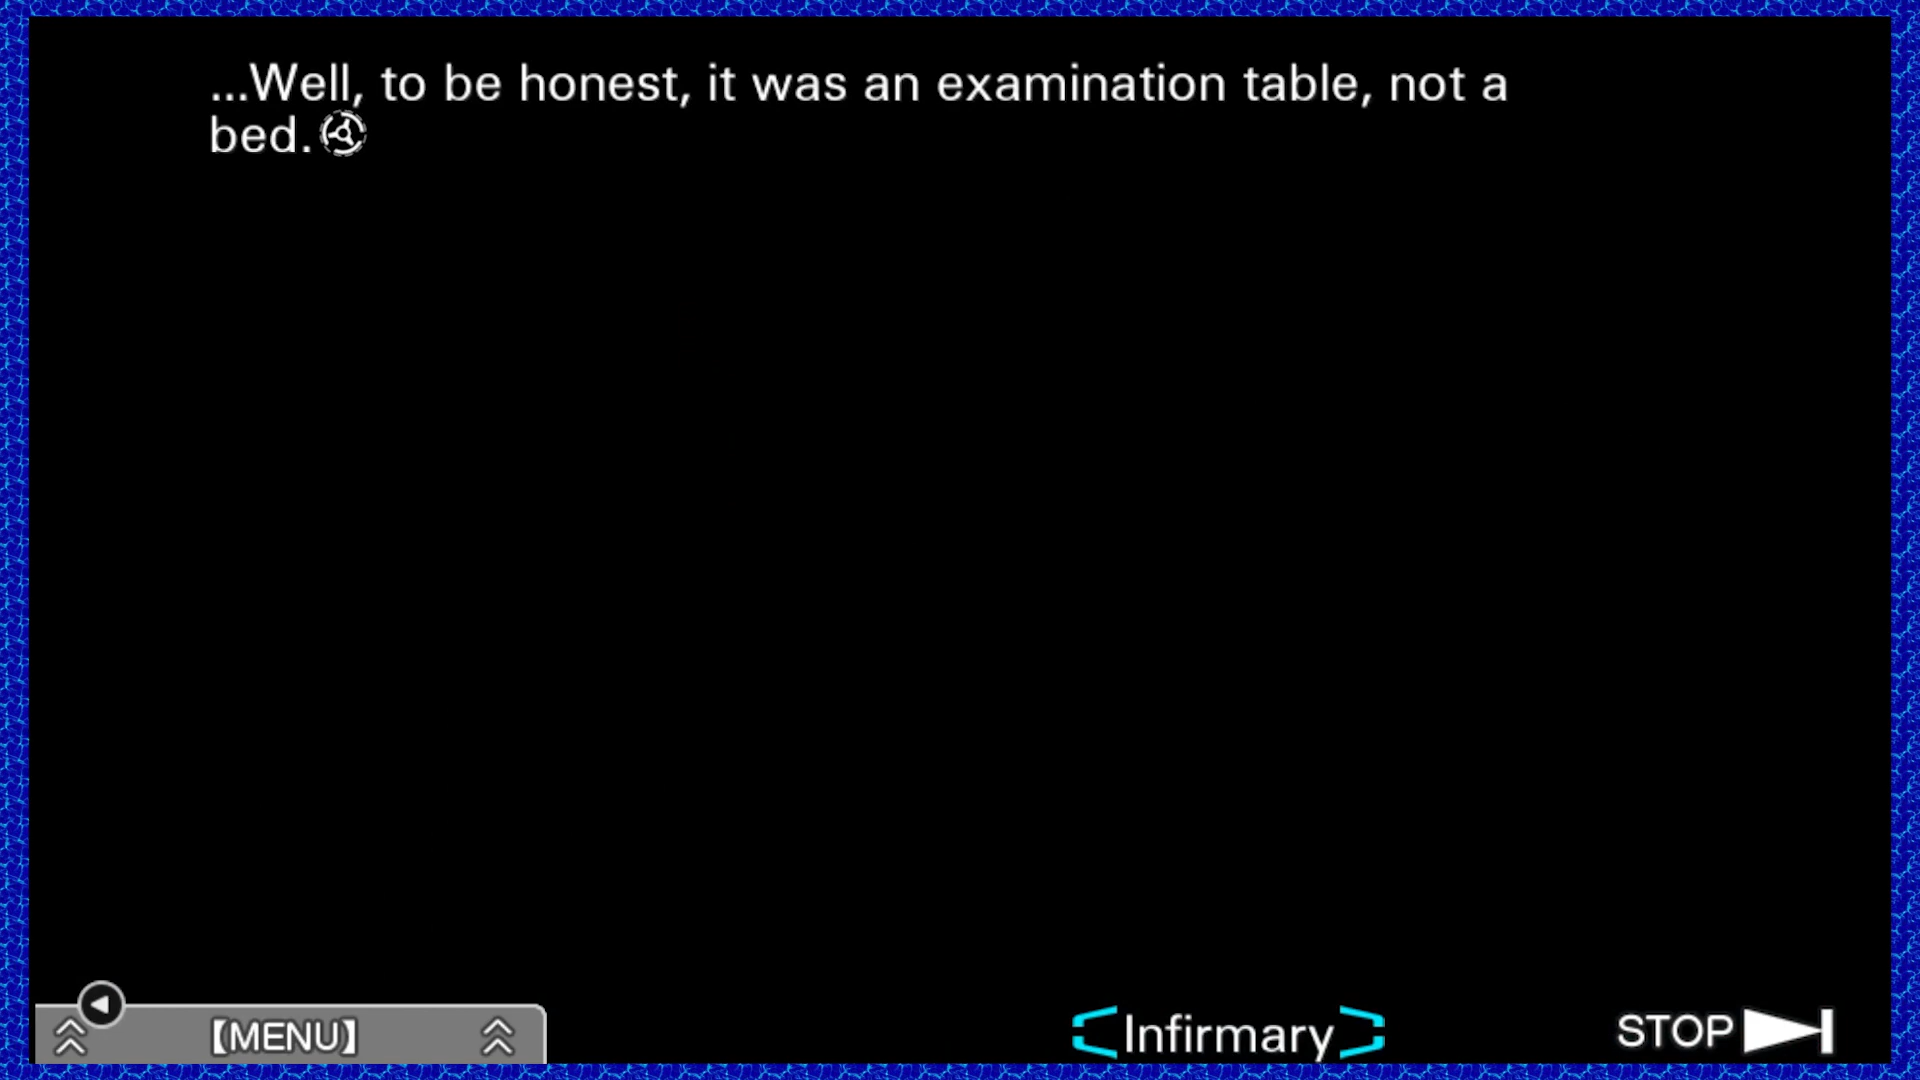 ...Well, to be honest, it was an examination table, not a
bed.
【MENU】
Infirmary
STOP